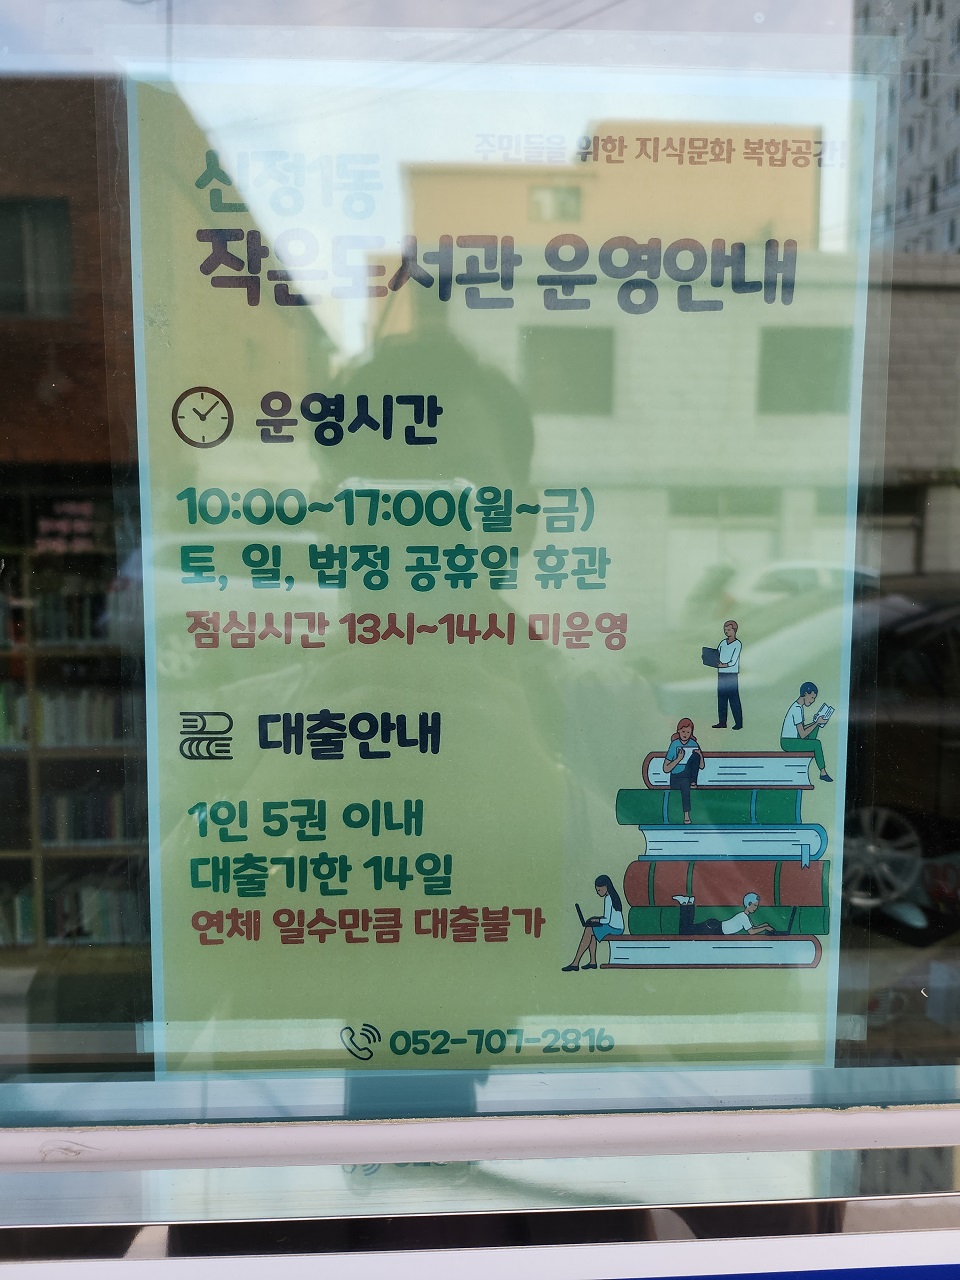 주민들을 위한 지식문화 복합공간!
신정1동
작은도서관 운영안내
운영시간
10:00~17:00(월~금)
토, 일, 법정 공휴일 휴관
점심시간 13시~14시 미운영
대출안내
1인 5권 이내
대출기한 14일
연체 일수만큼 대출불가
052-707-2816